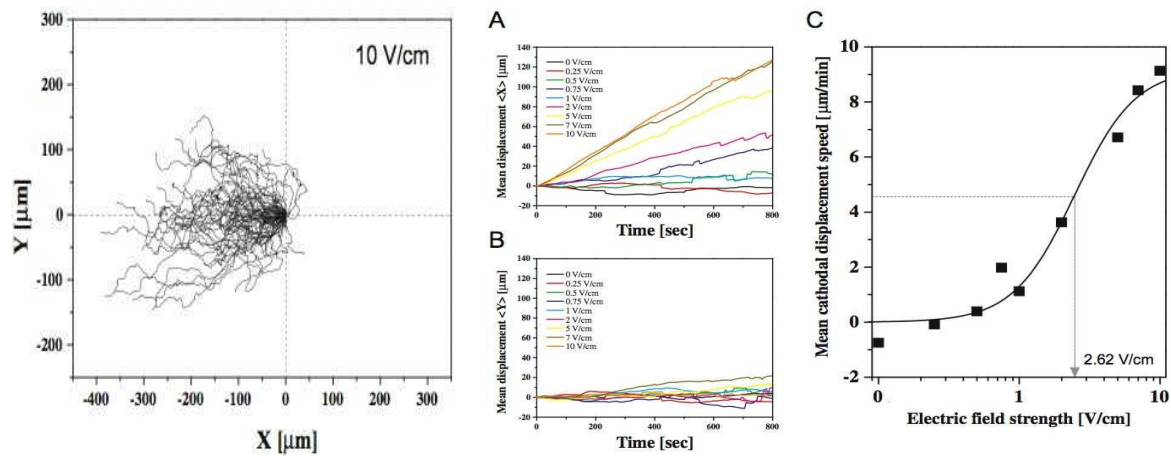 300
200
100
0
-100
-200
Y [μm]
10 V/cm
-400 -300 -200 -100 0 100 200 300
X [μm]
A
Mean displacement <X> [μm]
140
120
100
80
60
40
20
0
-20
0 V/cm
0.25 V/cm
0.5 V/cm
0.75 V/cm
1 V/cm
2 V/cm
5 V/cm
7 V/cm
10 V/cm
0 200 400 600 800
Time [sec]
B
Mean displacement <Y> [μm]
140
120
100
80
60
40
20
0
-20
0 V/cm
0.25 V/cm
0.5 V/cm
0.75 V/cm
1 V/cm
2 V/cm
5 V/cm
7 V/cm
10 V/cm
0 200 400 600 800
Time [sec]
C
Mean cathodal displacement speed [μm/min]
10
8
6
4
2
0
-2
2.62 V/cm
0 1 10
Electric field strength [V/cm]